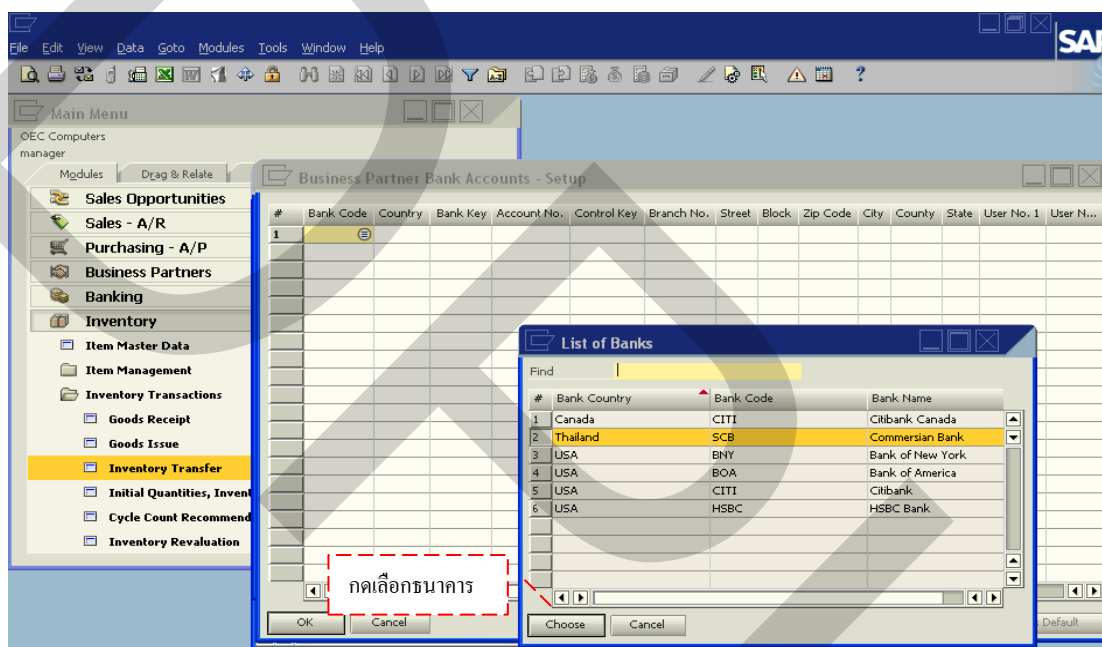 File Edit View Data Goto Modules Tools Window Help
SAP
Main Menu
OEC Computers
manager
Modules Drag & Relate
Sales Opportunities
Sales - A/R
Purchasing - A/P
Business Partners
Banking
Inventory
Item Master Data
Item Management
Inventory Transactions
Goods Receipt
Goods Issue
Inventory Transfer
Initial Quantities, Invent
Cycle Count Recommend
Inventory Revaluation
Business Partner Bank Accounts - Setup
# Bank Code Country Bank Key Account No. Control Key Branch No. Street Block Zip Code City County State User No. 1 User N...
1
OK Cancel
Default
List of Banks
Find
# Bank Country Bank Code Bank Name
1 Canada CITI Citibank Canada
2 Thailand SCB Commersian Bank
3 USA BNY Bank of New York
4 USA BOA Bank of America
5 USA CITI Citibank
6 USA HSBC HSBC Bank
Choose Cancel
กดเลือกธนาคาร